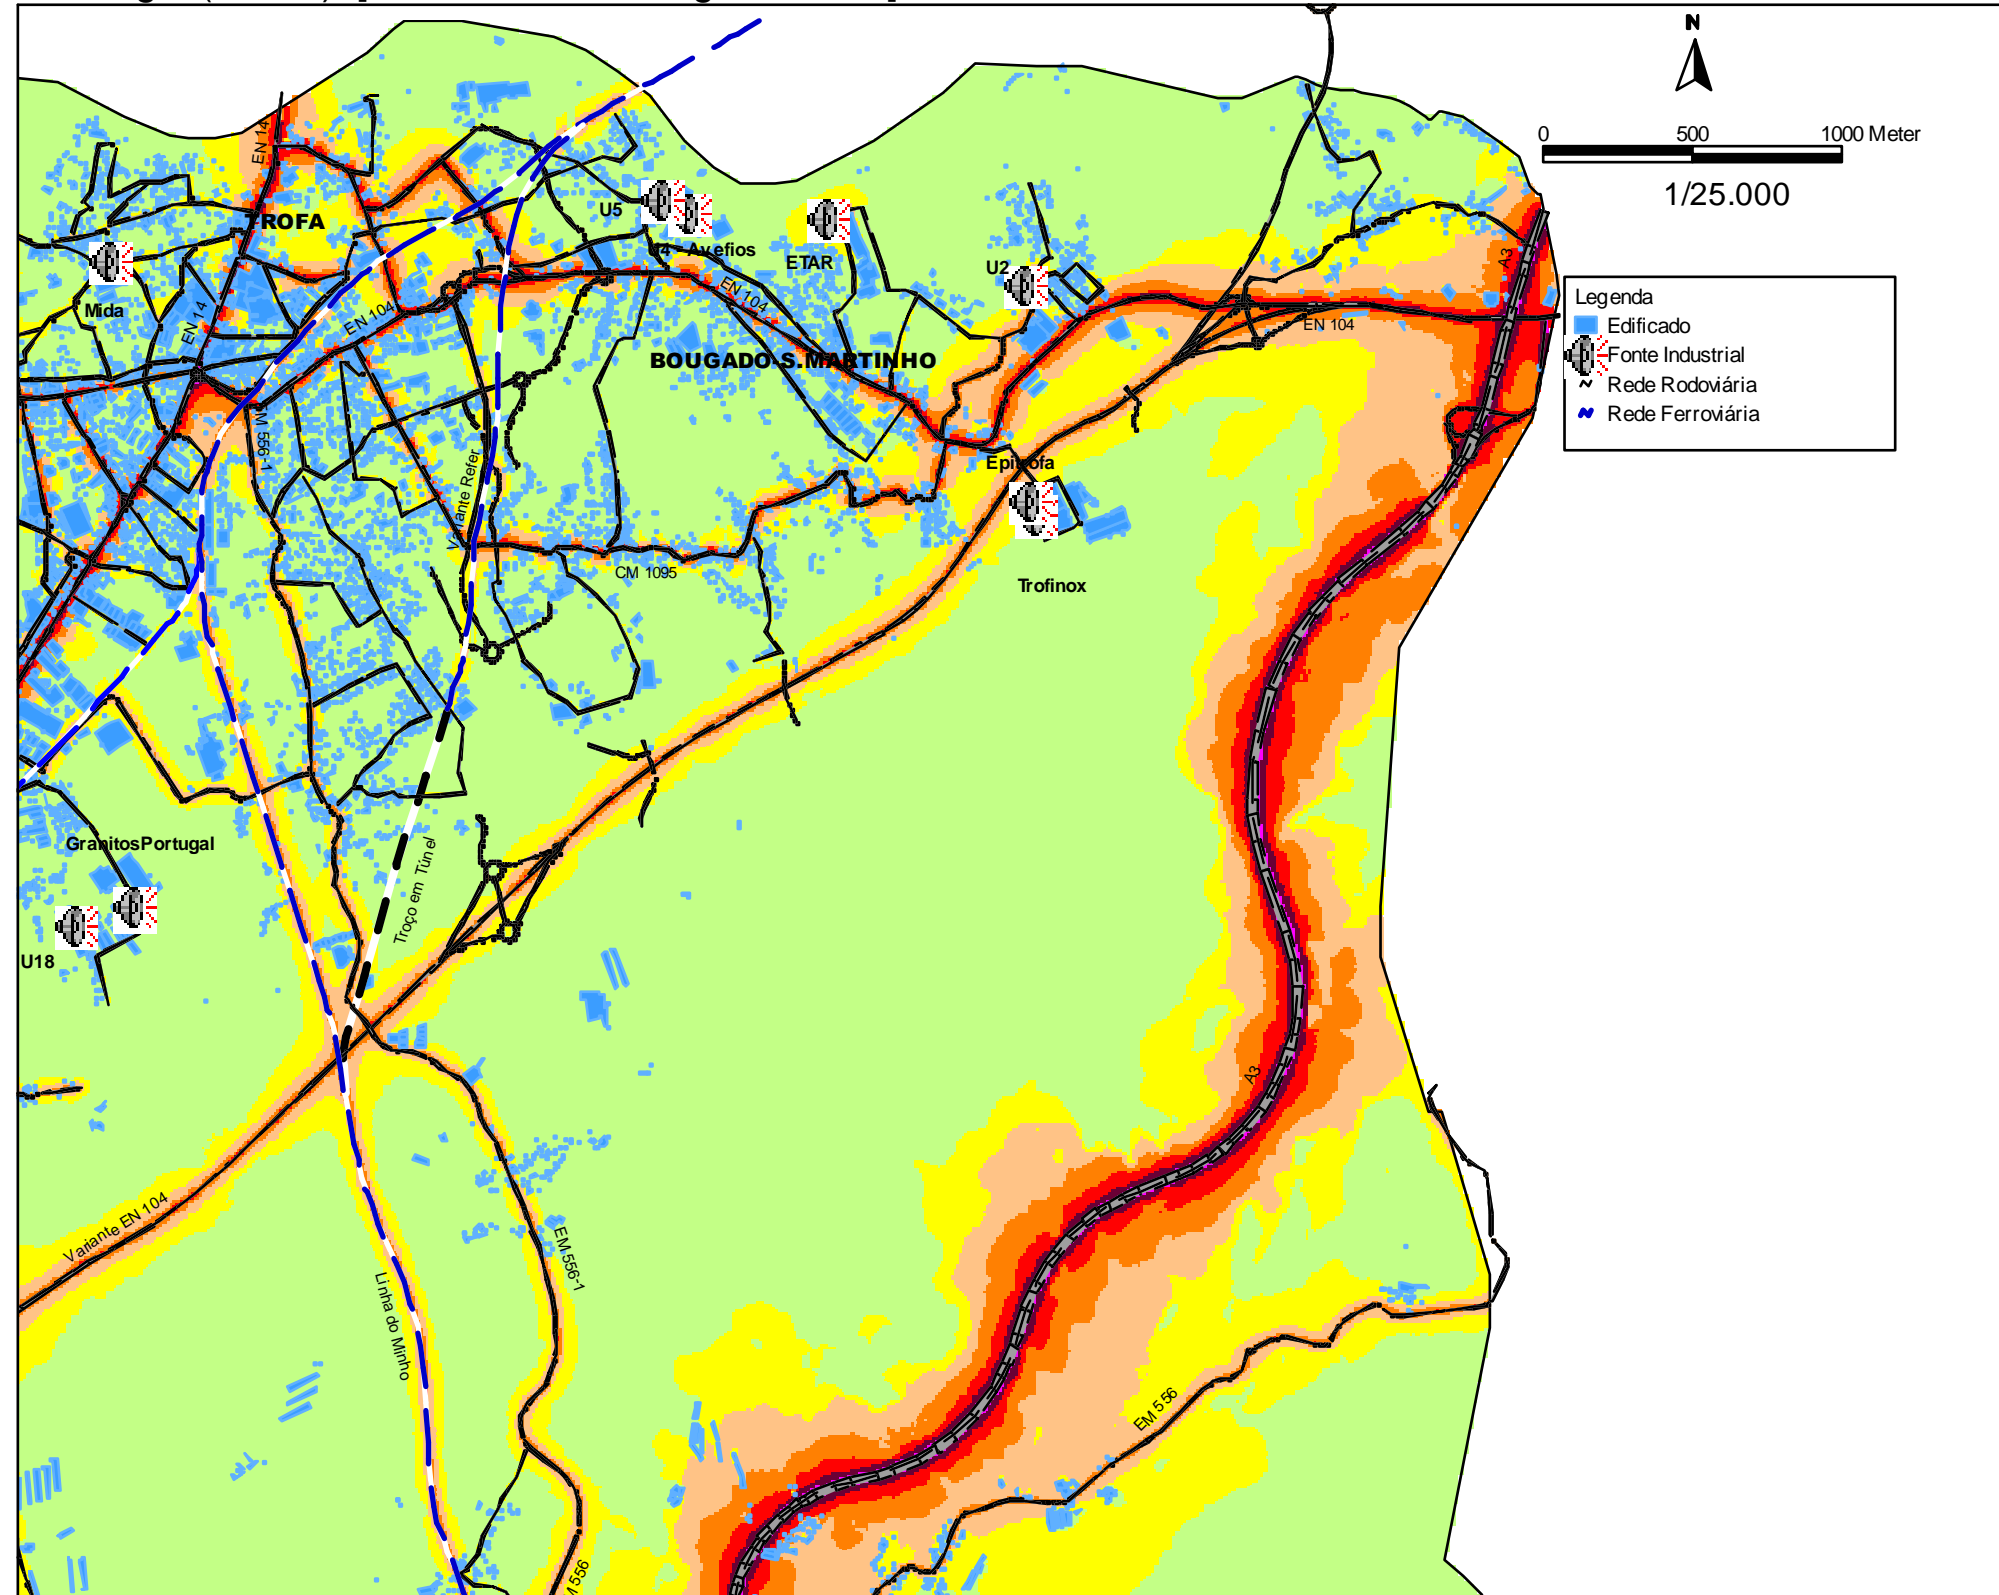 N
0 500 1000 Meter
1/25.000
Legenda
Edificado
Fonte Industrial
Rede Rodoviária
Rede Ferroviária
EN 14
TROFA
U5
U4 - Avefios
ETAR
U2
A3
Mida
EN 14
EN 104
EN 104
EN 104
BOUGADO-S.MARTINHO
556-1
Variante Refer
Epitrofa
CM 1095
Trofinox
GranitosPortugal
Troço em Túnel
U18
A3
Variante EN 104
EM 556-1
Linha do Minho
EM 556
556